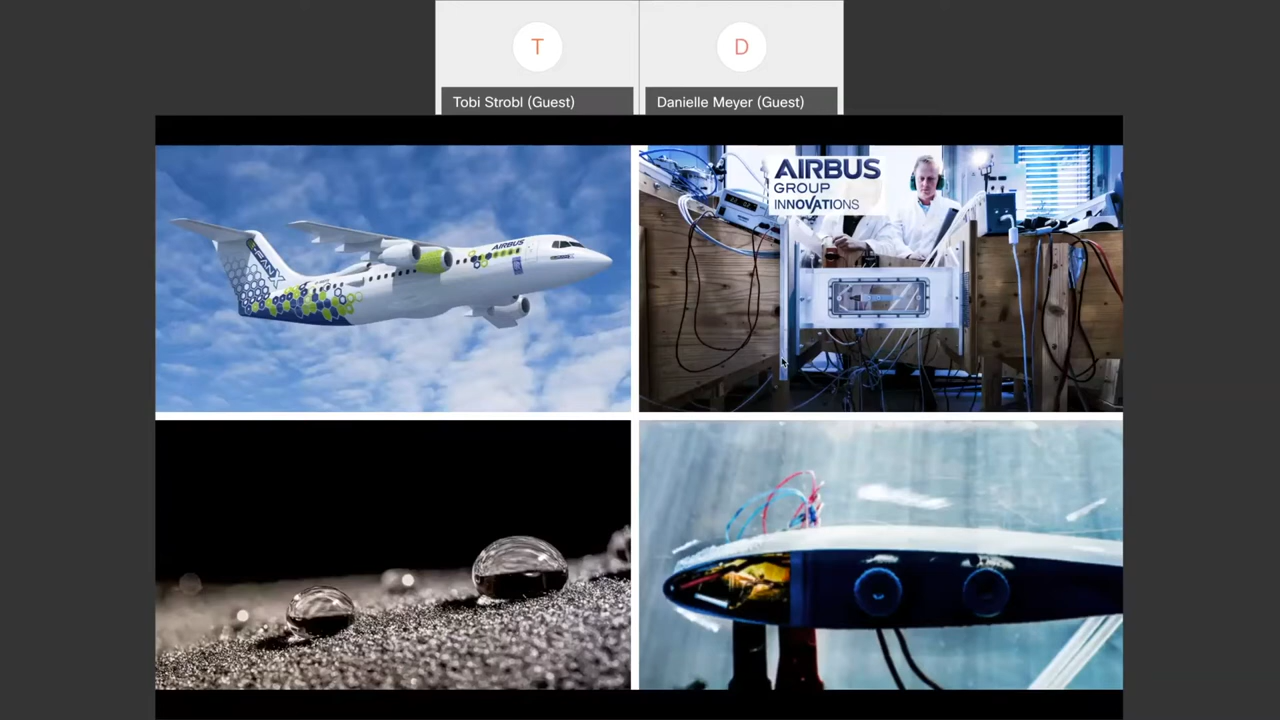 T
D
Tobi Strobl (Guest)
Danielle Meyer (Guest)
AIRBUS
AIRBUS
GROUP
INNOVATIONS